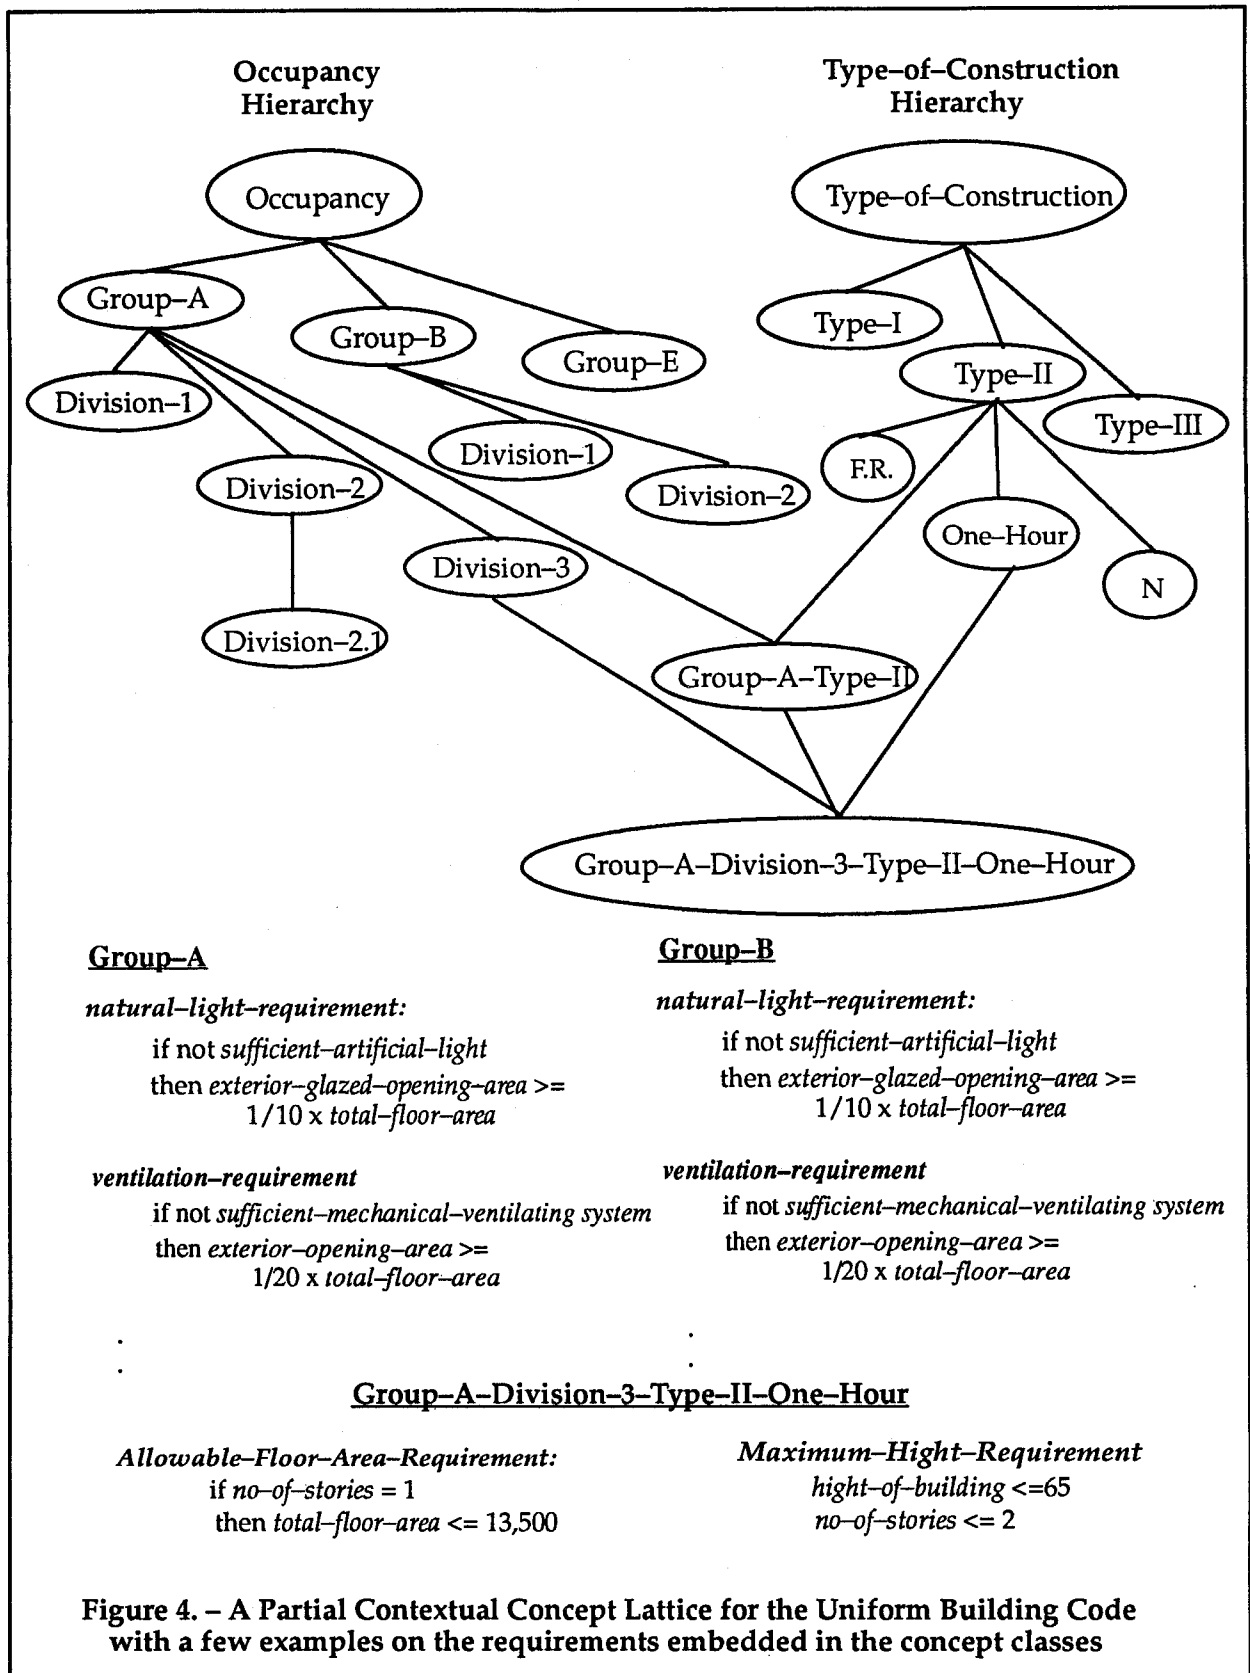 Occupancy
Hierarchy
Type–of–Construction
Hierarchy
Occupancy
Type–of–Construction
Group–A
Group–B
Group–E
Type–I
Type–II
Type–III
Division–1
Division–2
Division–1
Division–2
F.R.
One–Hour
N
Division–3
Division–2.1
Group–A–Type–II
Group–A–Division–3–Type–II–One–Hour
Group–A
natural–light–requirement:
if not sufficient–artificial–light
then exterior–glazed–opening–area >=
1/10 x total–floor–area
ventilation–requirement
if not sufficient–mechanical–ventilating system
then exterior–opening–area >=
1/20 x total–floor–area
.
.
Group–B
natural–light–requirement:
if not sufficient–artificial–light
then exterior–glazed–opening–area >=
1/10 x total–floor–area
ventilation–requirement
if not sufficient–mechanical–ventilating system
then exterior–opening–area >=
1/20 x total–floor–area
.
.
Group–A–Division–3–Type–II–One–Hour
Allowable–Floor–Area–Requirement:
if no–of–stories = 1
then total–floor–area <= 13,500
Maximum–Hight–Requirement
hight–of–building <=65
no–of–stories <= 2
Figure 4. – A Partial Contextual Concept Lattice for the Uniform Building Code
with a few examples on the requirements embedded in the concept classes